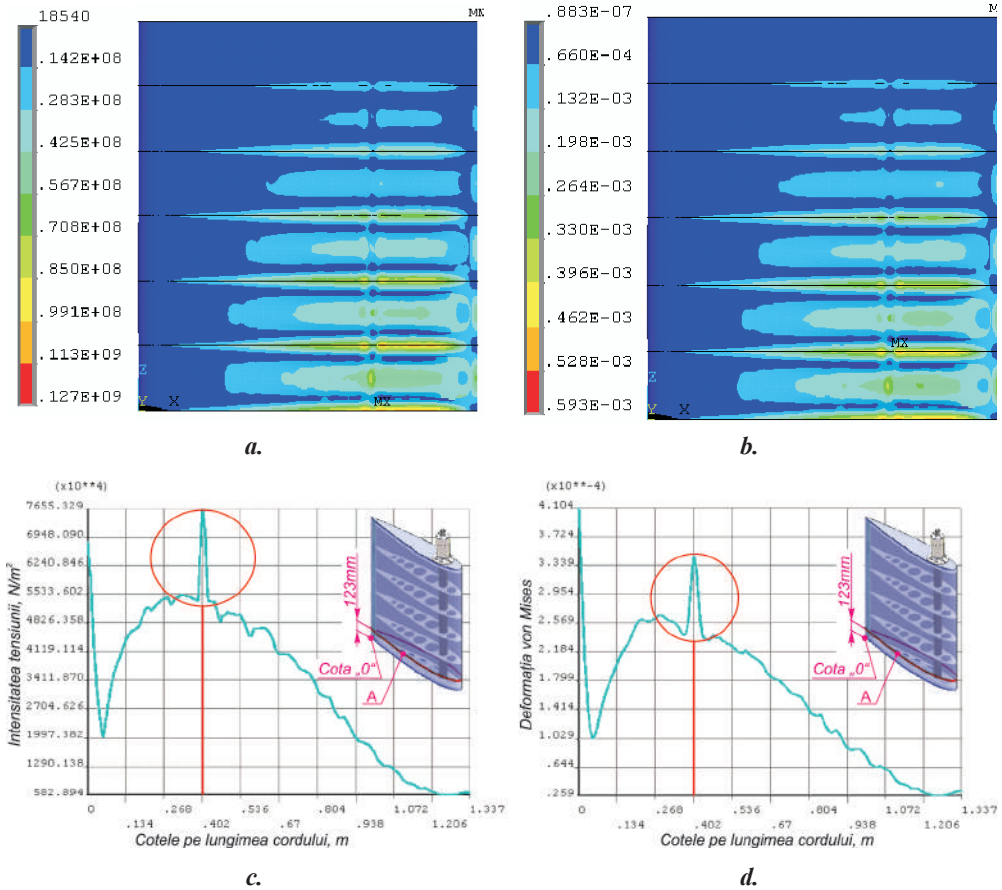 18540
.142E+08
.283E+08
.425E+08
.567E+08
.708E+08
.850E+08
.991E+08
.113E+09
.127E+09
Z
Y
X
MX
a.
.883E-07
.660E-04
.132E-03
.198E-03
.264E-03
.330E-03
.396E-03
.462E-03
.528E-03
.593E-03
MX
Z
Y
X
b.
(x10**4)
7655.329
6948.090
6240.846
5533.602
4826.358
4119.114
3411.870
2704.626
1997.382
1290.138
582.894
Intensitatea tensiunii, N/m²
123mm
Cota „0“
A
0 .268 .536 .804 1.072 1.337
.134 .402 .67 .938 1.206
Cotele pe lungimea cordului, m
c.
(x10**-4)
4.104
3.724
3.339
2.954
2.569
2.184
1.799
1.414
1.029
.644
.259
Deformația von Mises
123mm
Cota „0“
A
0 .268 .536 .804 1.072 1.337
.134 .402 .67 .938 1.206
Cotele pe lungimea cordului, m
d.